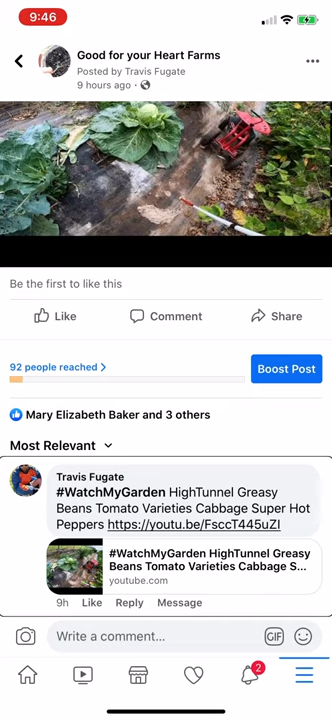 9:46
Good for your Heart Farms
Posted by Travis Fugate
9 hours ago ·
Be the first to like this
Like Comment Share
92 people reached
Boost Post
Mary Elizabeth Baker and 3 others
Most Relevant
Travis Fugate
#WatchMyGarden HighTunnel Greasy
Beans Tomato Varieties Cabbage Super Hot
Peppers https://youtu.be/FsccT445uZI
#WatchMyGarden HighTunnel Greasy
Beans Tomato Varieties Cabbage S...
youtube.com
9h Like Reply Message
Write a comment...
GIF
2